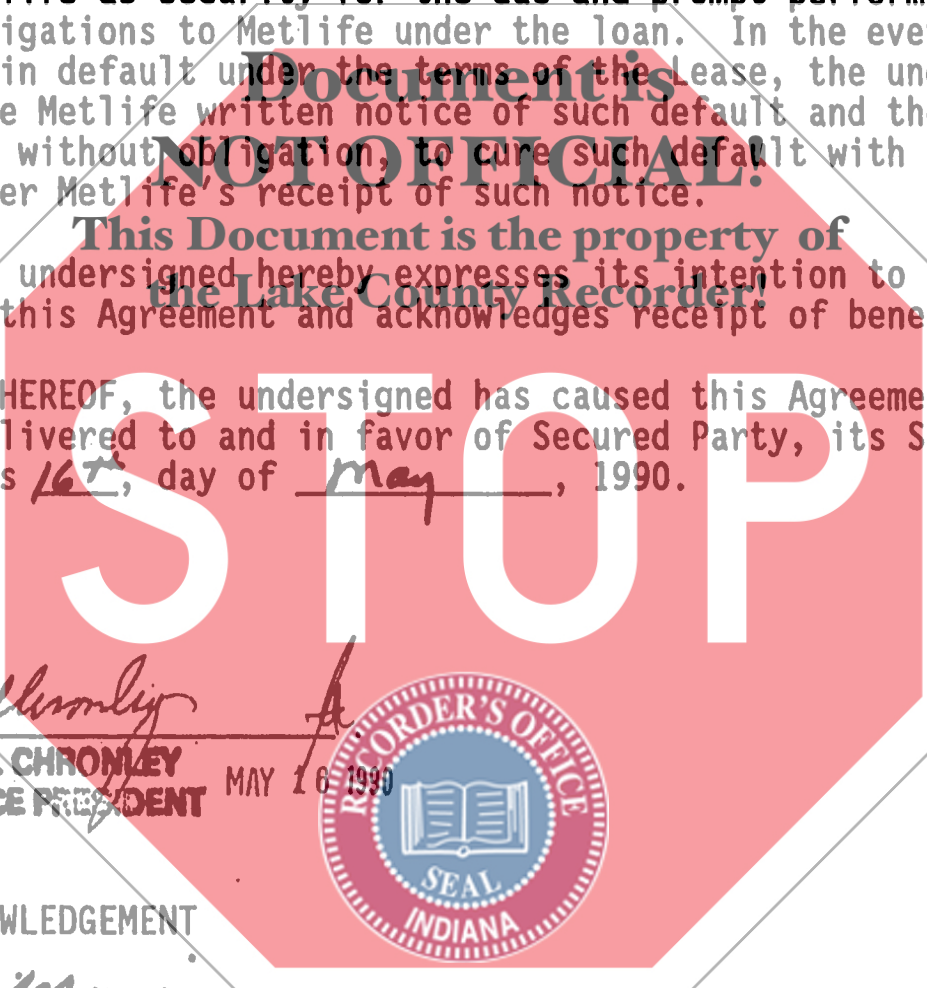 igations to Metlife under the loan. In the eve
Document is
in default under the terms of the Lease, the un
e Metlife written notice of such default and th
NOT OFFICIAL!
without obligation, to cure such default with
er Metlife's receipt of such notice.
This Document is the property of
undersigned hereby expresses its intention to
the Lake County Recorder!
this Agreement and acknowledges receipt of bene
HEREOF, the undersigned has caused this Agreeme
livered to and in favor of Secured Party, its S
s 16th, day of May, 1990.
STOP
CHRONLEY
CE PRESIDENT
MAY 16 1990
RECORDER'S OFFICE
SEAL
INDIANA
WLEDGEMENT